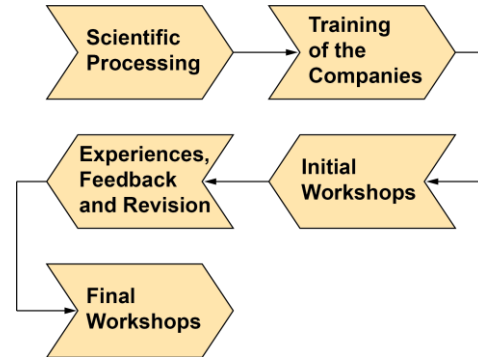 Scientific
Processing
Training
of the
Companies
Initial
Workshops
Experiences,
Feedback
and Revision
Final
Workshops